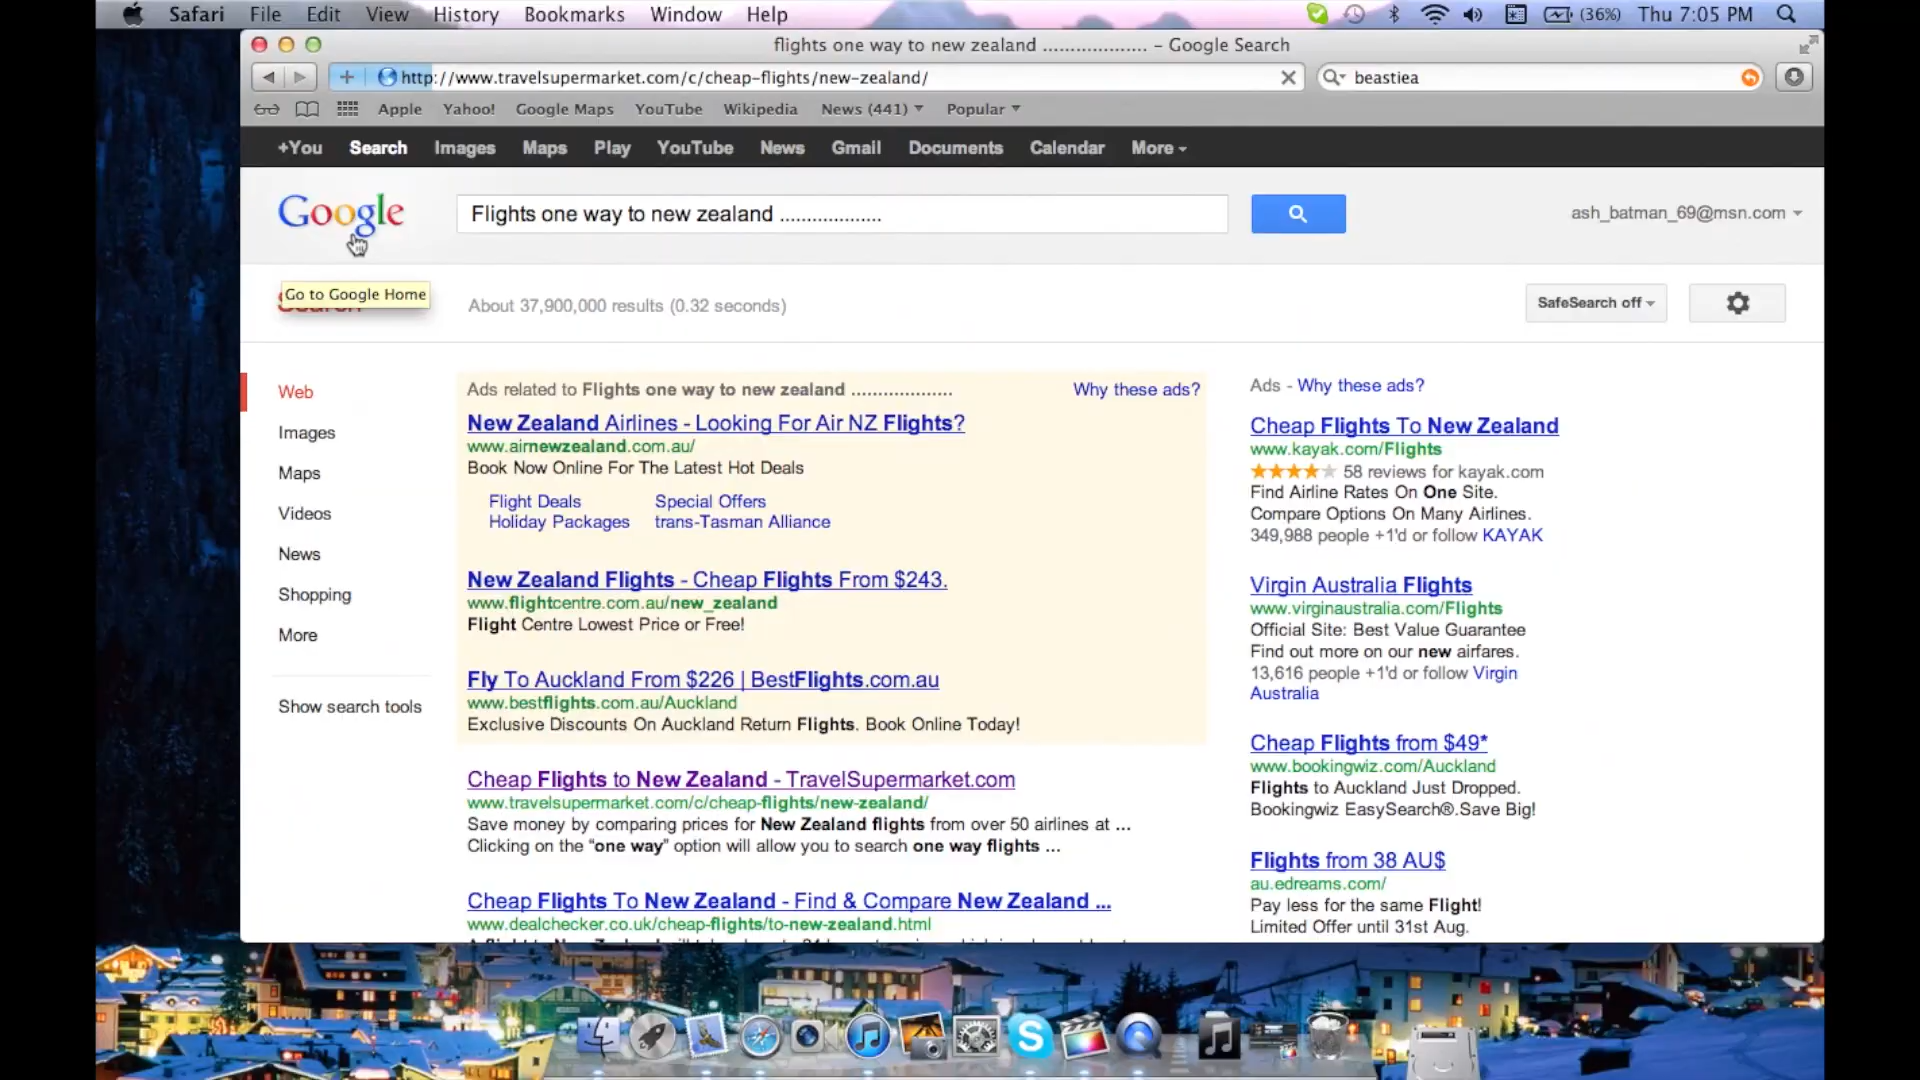 Safari File Edit View History Bookmarks Window Help (36%) Thu 7:05 PM
flights one way to new zealand ................... – Google Search
http://www.travelsupermarket.com/c/cheap-flights/new-zealand/ beastiea
Apple Yahoo! Google Maps YouTube Wikipedia News (441) Popular
+You Search Images Maps Play YouTube News Gmail Documents Calendar More
Google Flights one way to new zealand ................... ash_batman_69@msn.com
Go to Google Home
About 37,900,000 results (0.32 seconds) SafeSearch off
Web
Images
Maps
Videos
News
Shopping
More
Show search tools
Ads related to Flights one way to new zealand ................... Why these ads?
New Zealand Airlines - Looking For Air NZ Flights?
www.airnewzealand.com.au/
Book Now Online For The Latest Hot Deals
Flight Deals Special Offers
Holiday Packages trans-Tasman Alliance
New Zealand Flights - Cheap Flights From $243.
www.flightcentre.com.au/new_zealand
Flight Centre Lowest Price or Free!
Fly To Auckland From $226 | BestFlights.com.au
www.bestflights.com.au/Auckland
Exclusive Discounts On Auckland Return Flights. Book Online Today!
Cheap Flights to New Zealand - TravelSupermarket.com
www.travelsupermarket.com/c/cheap-flights/new-zealand/
Save money by comparing prices for New Zealand flights from over 50 airlines at ...
Clicking on the “one way” option will allow you to search one way flights ...
Cheap Flights To New Zealand - Find & Compare New Zealand ...
www.dealchecker.co.uk/cheap-flights/to-new-zealand.html
Ads - Why these ads?
Cheap Flights To New Zealand
www.kayak.com/Flights
58 reviews for kayak.com
Find Airline Rates On One Site.
Compare Options On Many Airlines.
349,988 people +1'd or follow KAYAK
Virgin Australia Flights
www.virginaustralia.com/Flights
Official Site: Best Value Guarantee
Find out more on our new airfares.
13,616 people +1'd or follow Virgin
Australia
Cheap Flights from $49*
www.bookingwiz.com/Auckland
Flights to Auckland Just Dropped.
Bookingwiz EasySearch®.Save Big!
Flights from 38 AU$
au.edreams.com/
Pay less for the same Flight!
Limited Offer until 31st Aug.